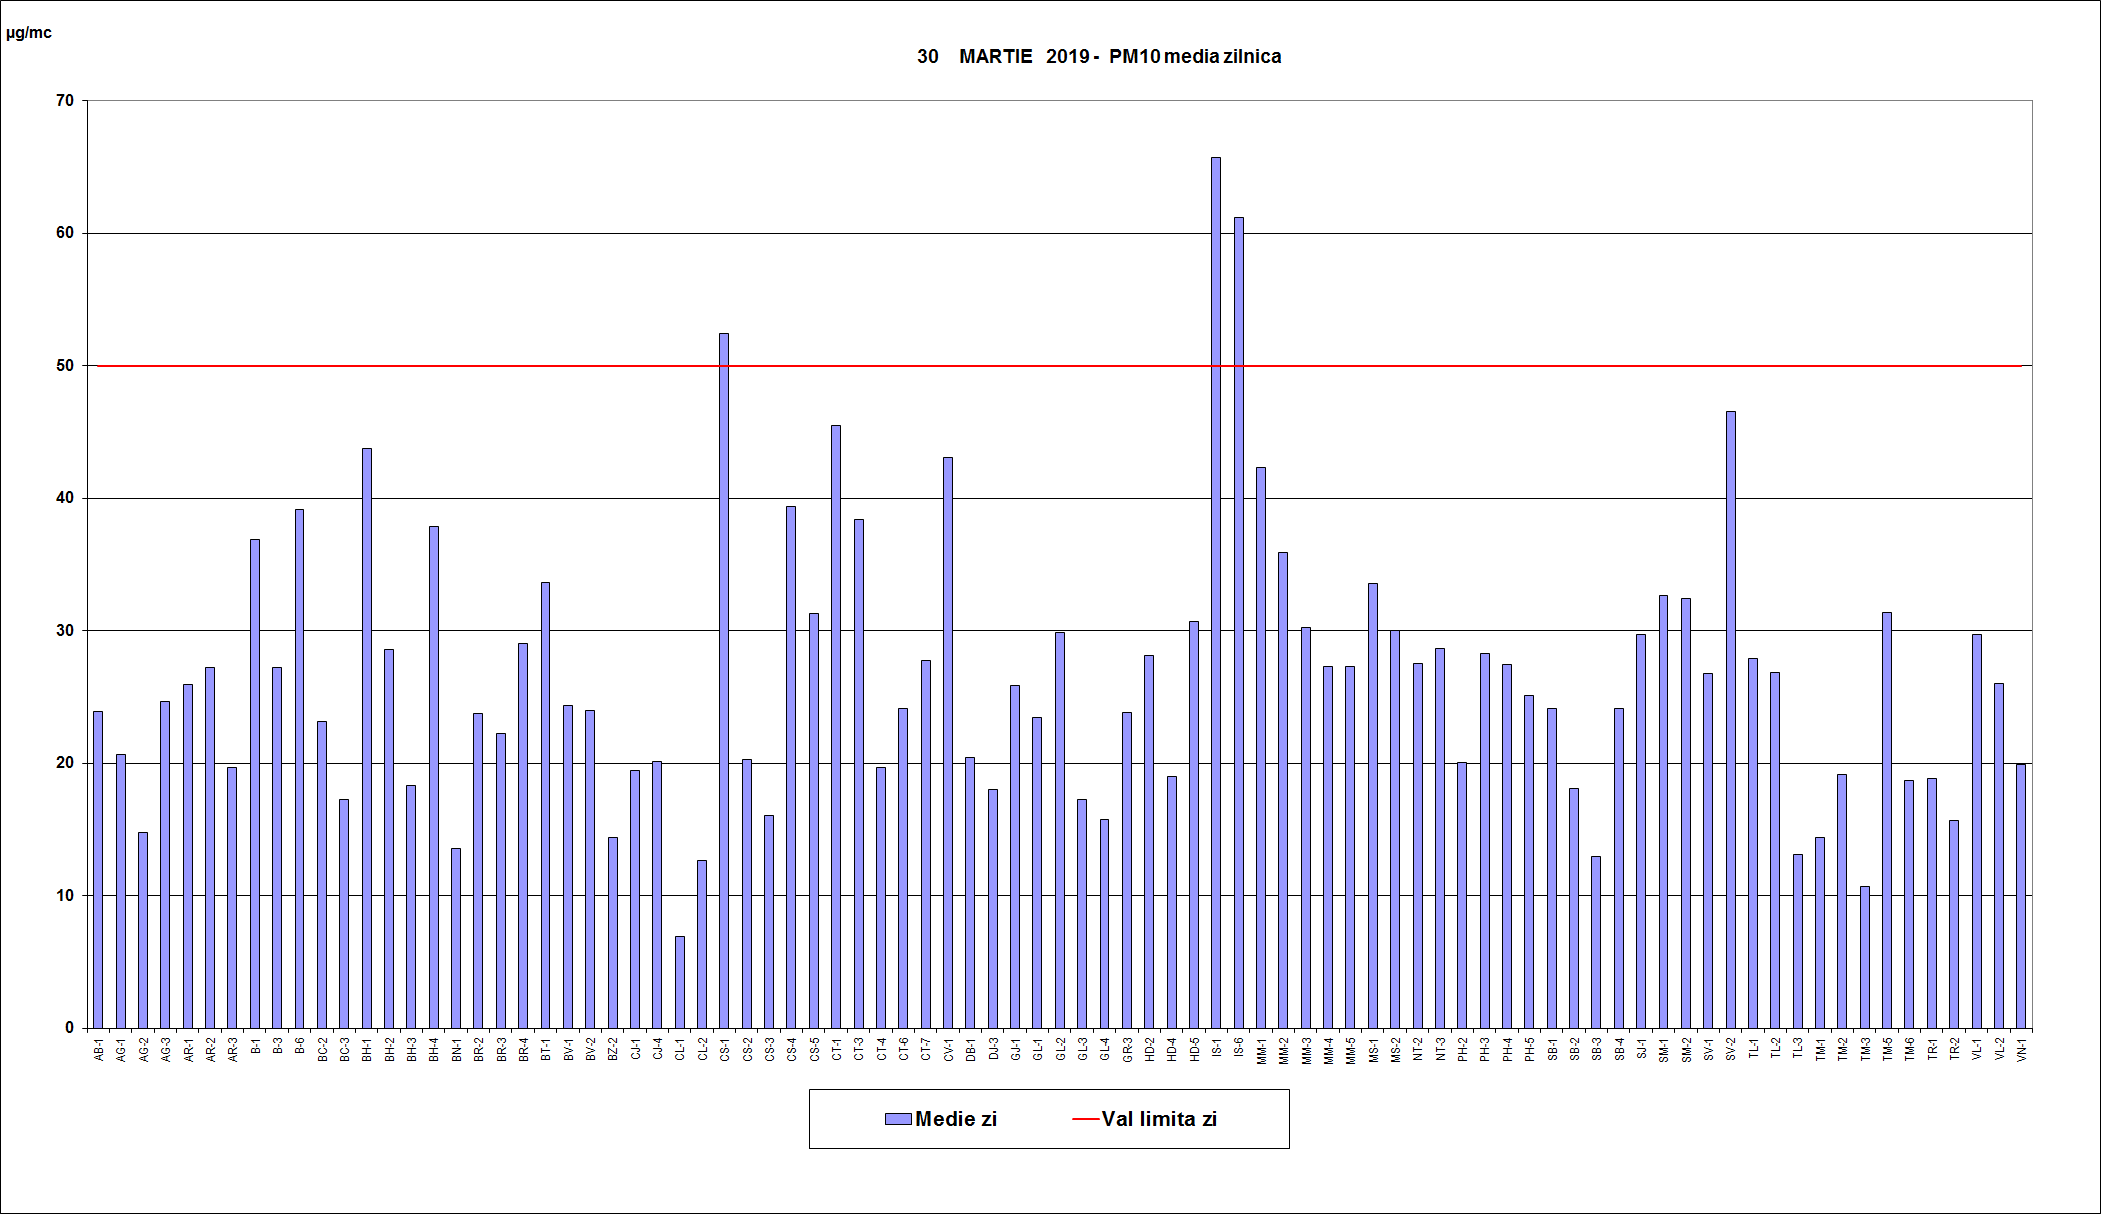 µg/mc
30 MARTIE 2019 - PM10 media zilnica
70
60
50
40
30
20
10
0
AB-1
AG-1
AG-2
AG-3
AR-1
AR-2
AR-3
B-1
B-3
B-6
BC-2
BC-3
BH-1
BH-2
BH-3
BH-4
BN-1
BR-2
BR-3
BR-4
BT-1
BV-1
BV-2
BZ-2
CJ-1
CJ-4
CL-1
CL-2
CS-1
CS-2
CS-3
CS-4
CS-5
CT-1
CT-3
CT-4
CT-6
CT-7
CV-1
DB-1
DJ-3
GJ-1
GL-1
GL-2
GL-3
GL-4
GR-3
HD-2
HD-4
HD-5
IS-1
IS-6
MM-1
MM-2
MM-3
MM-4
MM-5
MS-1
MS-2
NT-2
NT-3
PH-2
PH-3
PH-4
PH-5
SB-1
SB-2
SB-3
SB-4
SJ-1
SM-1
SM-2
SV-1
SV-2
TL-1
TL-2
TL-3
TM-1
TM-2
TM-3
TM-5
TM-6
TR-1
TR-2
VL-1
VL-2
VN-1
Medie zi
Val limita zi